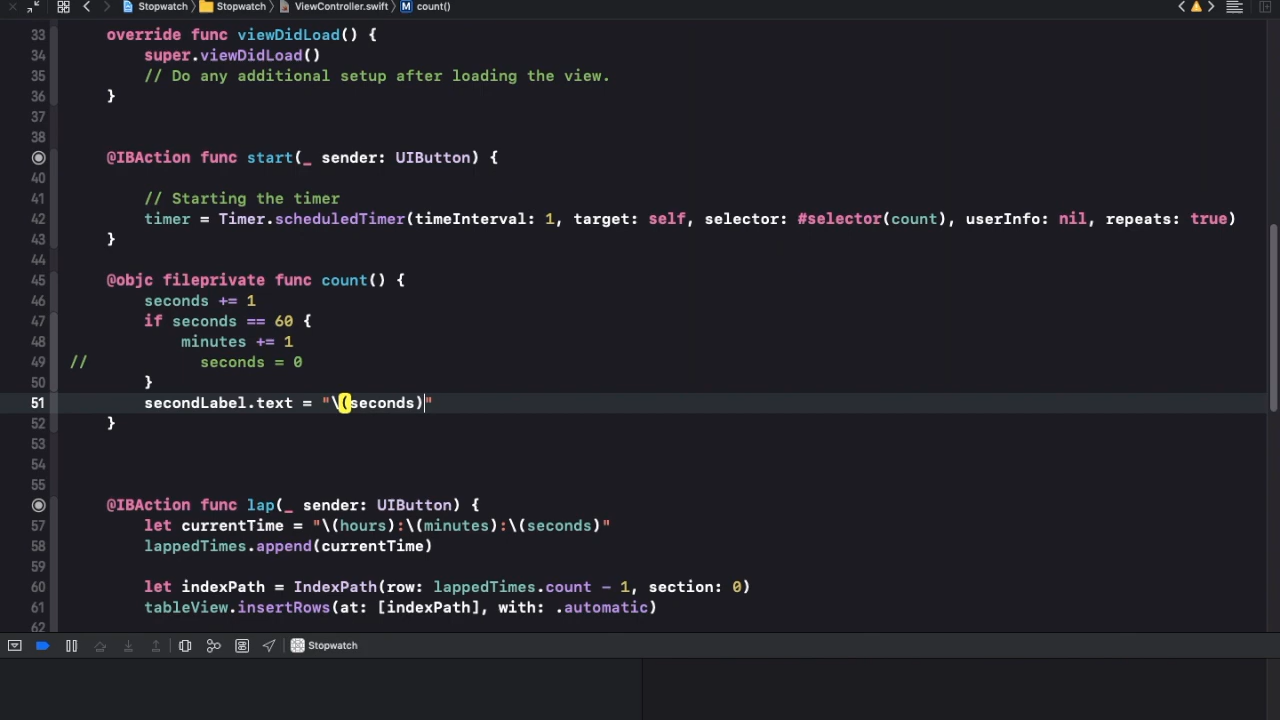 Stopwatch Stopwatch ViewController.swift M count()
33 override func viewDidLoad() {
34 super.viewDidLoad()
35 // Do any additional setup after loading the view.
36 }
37
38
@IBAction func start(_ sender: UIButton) {
40
41 // Starting the timer
42 timer = Timer.scheduledTimer(timeInterval: 1, target: self, selector: #selector(count), userInfo: nil, repeats: true)
43 }
44
45 @objc fileprivate func count() {
46 seconds += 1
47 if seconds == 60 {
48 minutes += 1
49 // seconds = 0
50 }
51 secondLabel.text = "\(seconds)"
52 }
53
54
55
@IBAction func lap(_ sender: UIButton) {
57 let currentTime = "\(hours):\(minutes):\(seconds)"
58 lappedTimes.append(currentTime)
59
60 let indexPath = IndexPath(row: lappedTimes.count - 1, section: 0)
61 tableView.insertRows(at: [indexPath], with: .automatic)
62
Stopwatch